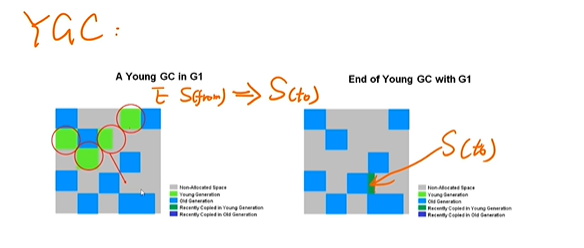 YGC:
A Young GC in G1
E S(from) ⇒ S(to)
Non-Allocated Space
Young Generation
Old Generation
Recently Copied in Young Generation
Recently Copied in Old Generation
End of Young GC with G1
S(to)
Non-Allocated Space
Young Generation
Old Generation
Recently Copied in Young Generation
Recently Copied in Old Generation